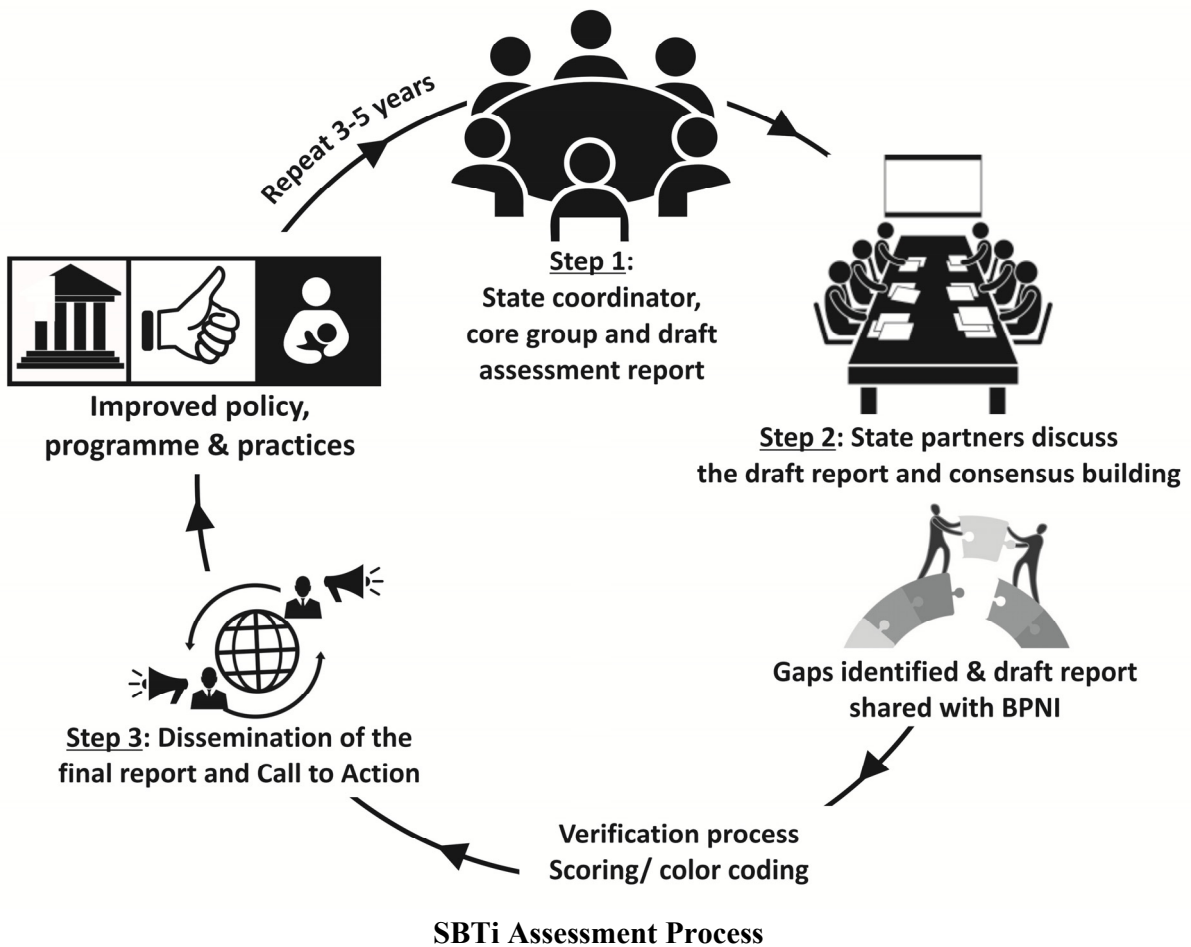 Repeat 3-5 years
Step 1:
State coordinator,
core group and draft
assessment report
Step 2: State partners discuss
the draft report and consensus building
Gaps identified & draft report
shared with BPNI
Verification process
Scoring/ color coding
Step 3: Dissemination of the
final report and Call to Action
Improved policy,
programme & practices
SBTi Assessment Process